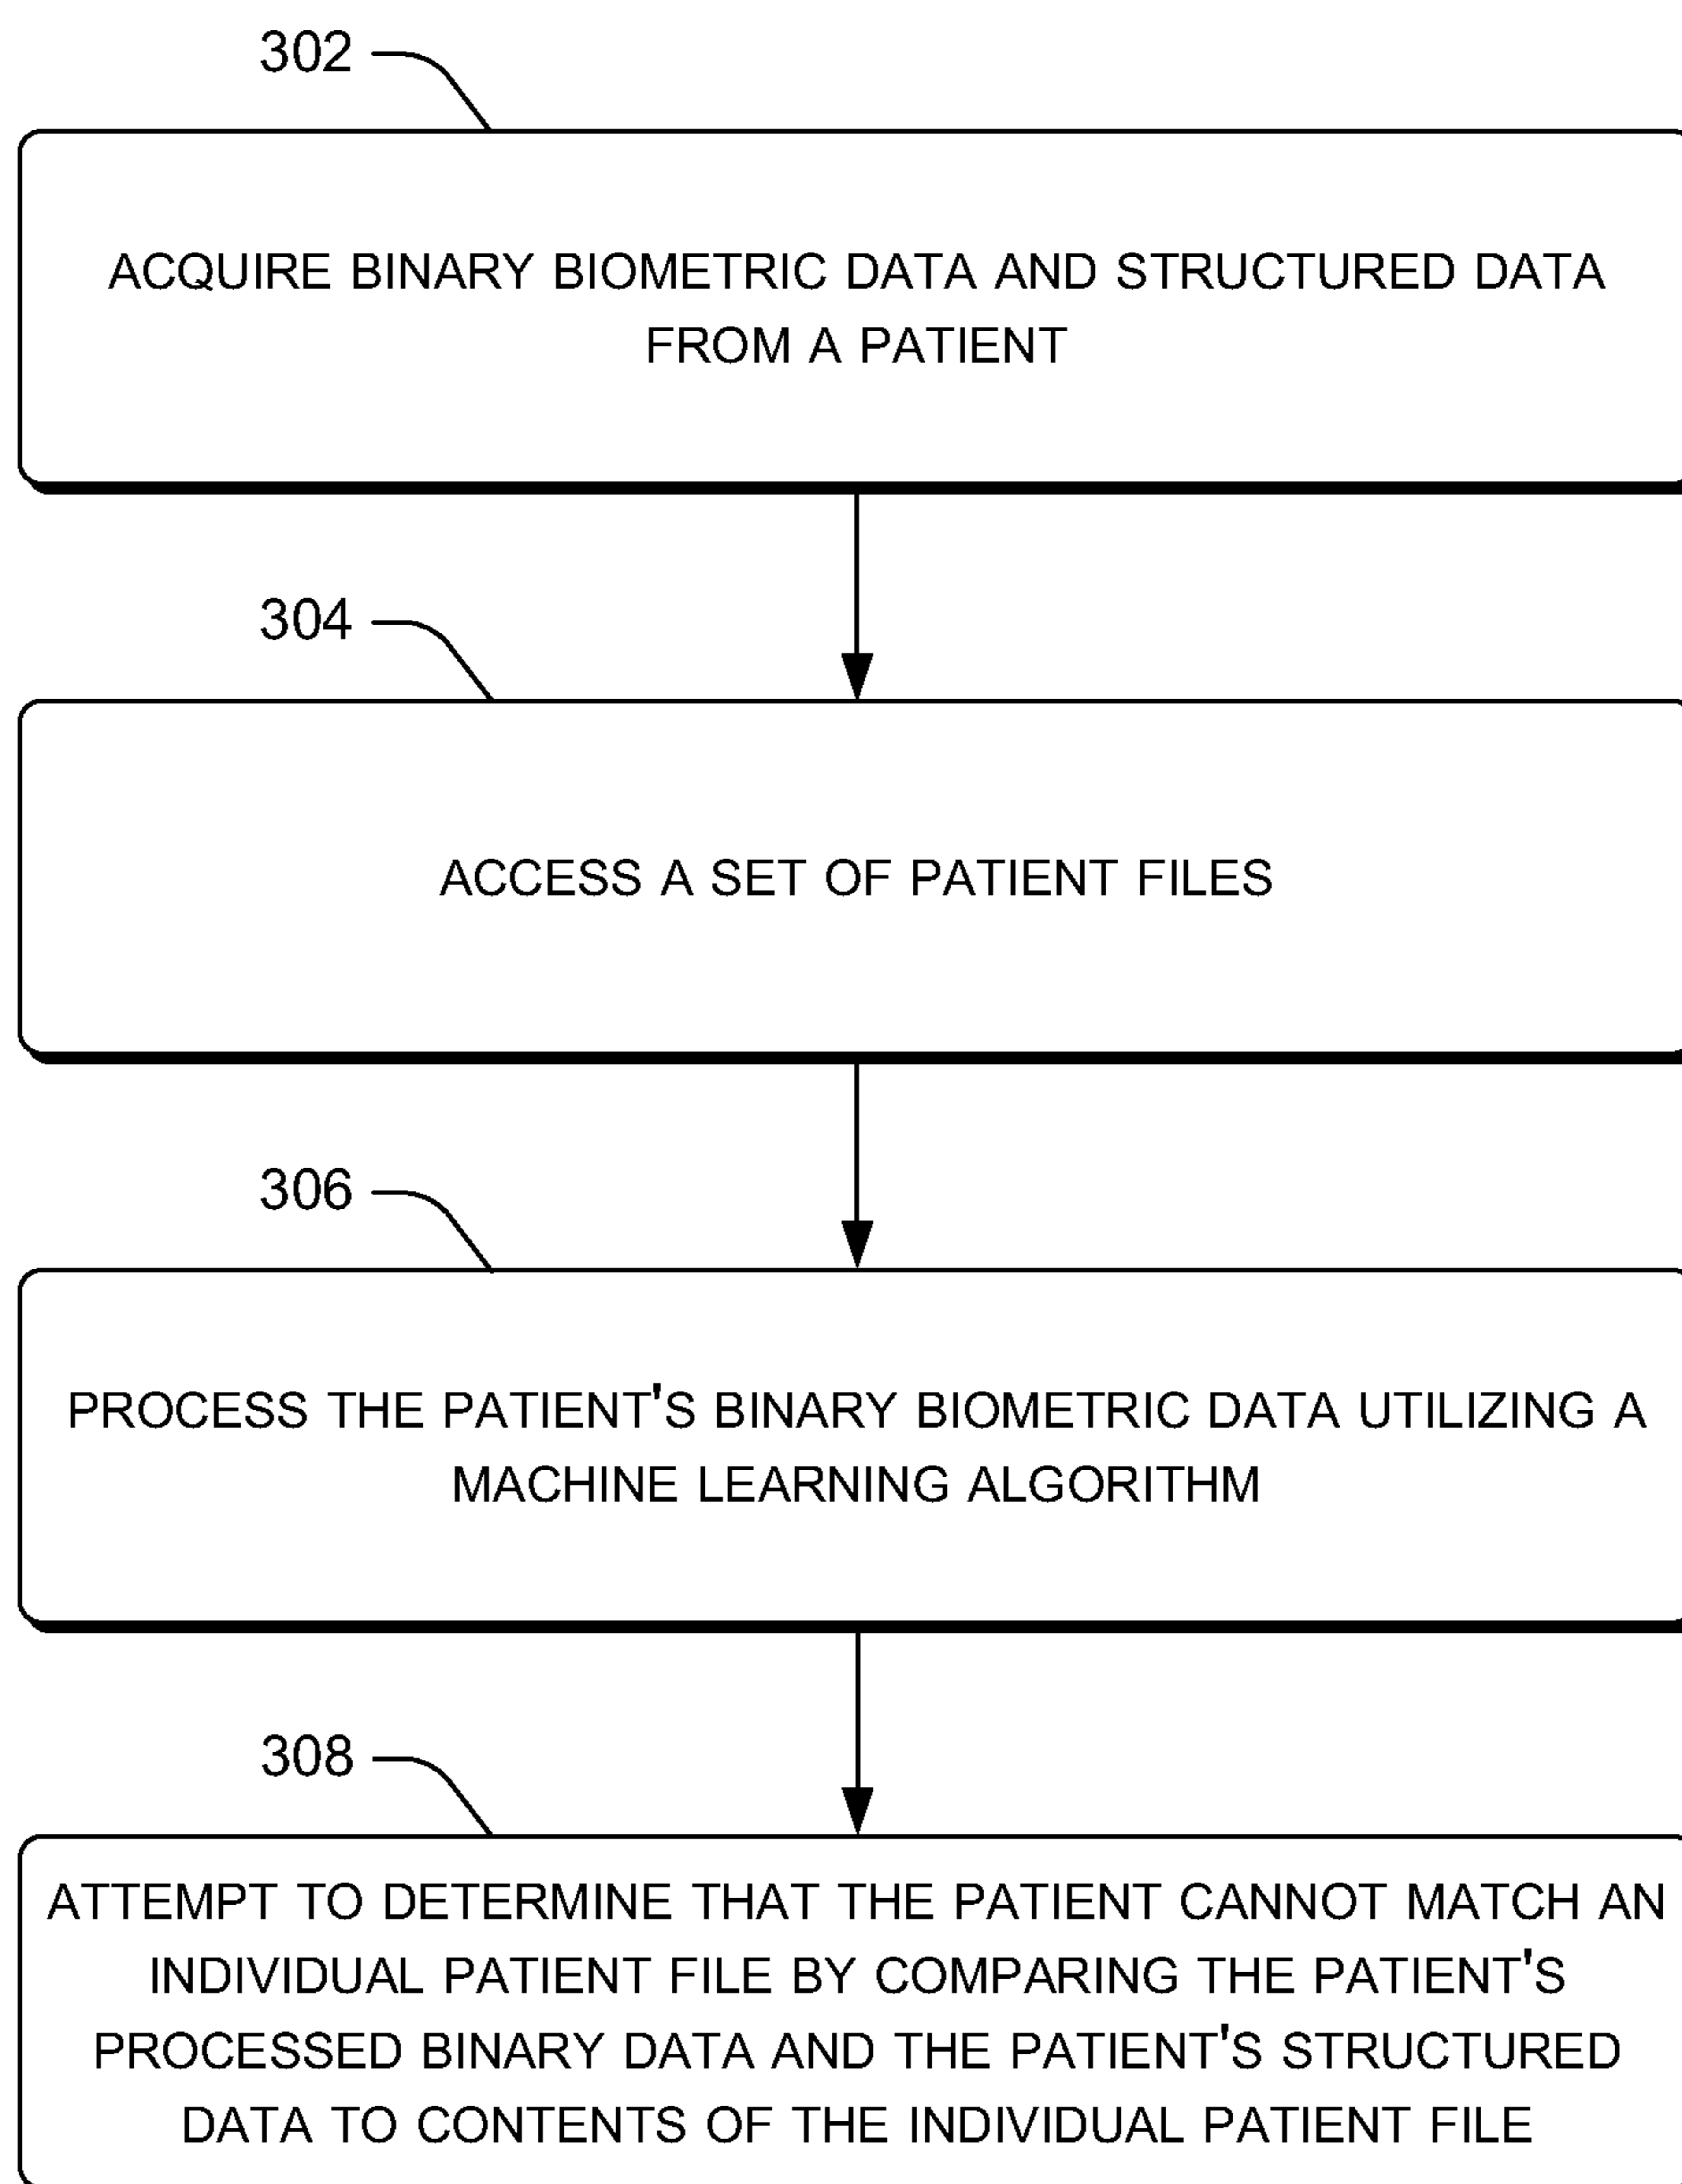 302
ACQUIRE BINARY BIOMETRIC DATA AND STRUCTURED DATA
FROM A PATIENT
304
ACCESS A SET OF PATIENT FILES
306
PROCESS THE PATIENT'S BINARY BIOMETRIC DATA UTILIZING A
MACHINE LEARNING ALGORITHM
308
ATTEMPT TO DETERMINE THAT THE PATIENT CANNOT MATCH AN
INDIVIDUAL PATIENT FILE BY COMPARING THE PATIENT'S
PROCESSED BINARY DATA AND THE PATIENT'S STRUCTURED
DATA TO CONTENTS OF THE INDIVIDUAL PATIENT FILE